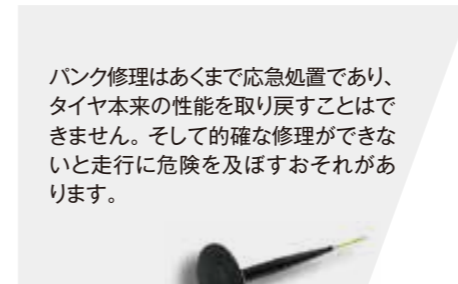 パンク修理はあくまで応急処置であり、
タイヤ本来の性能を取り戻すことはで
きません。そして的確な修理ができな
いと走行に危険を及ぼすおそれがあ
ります。